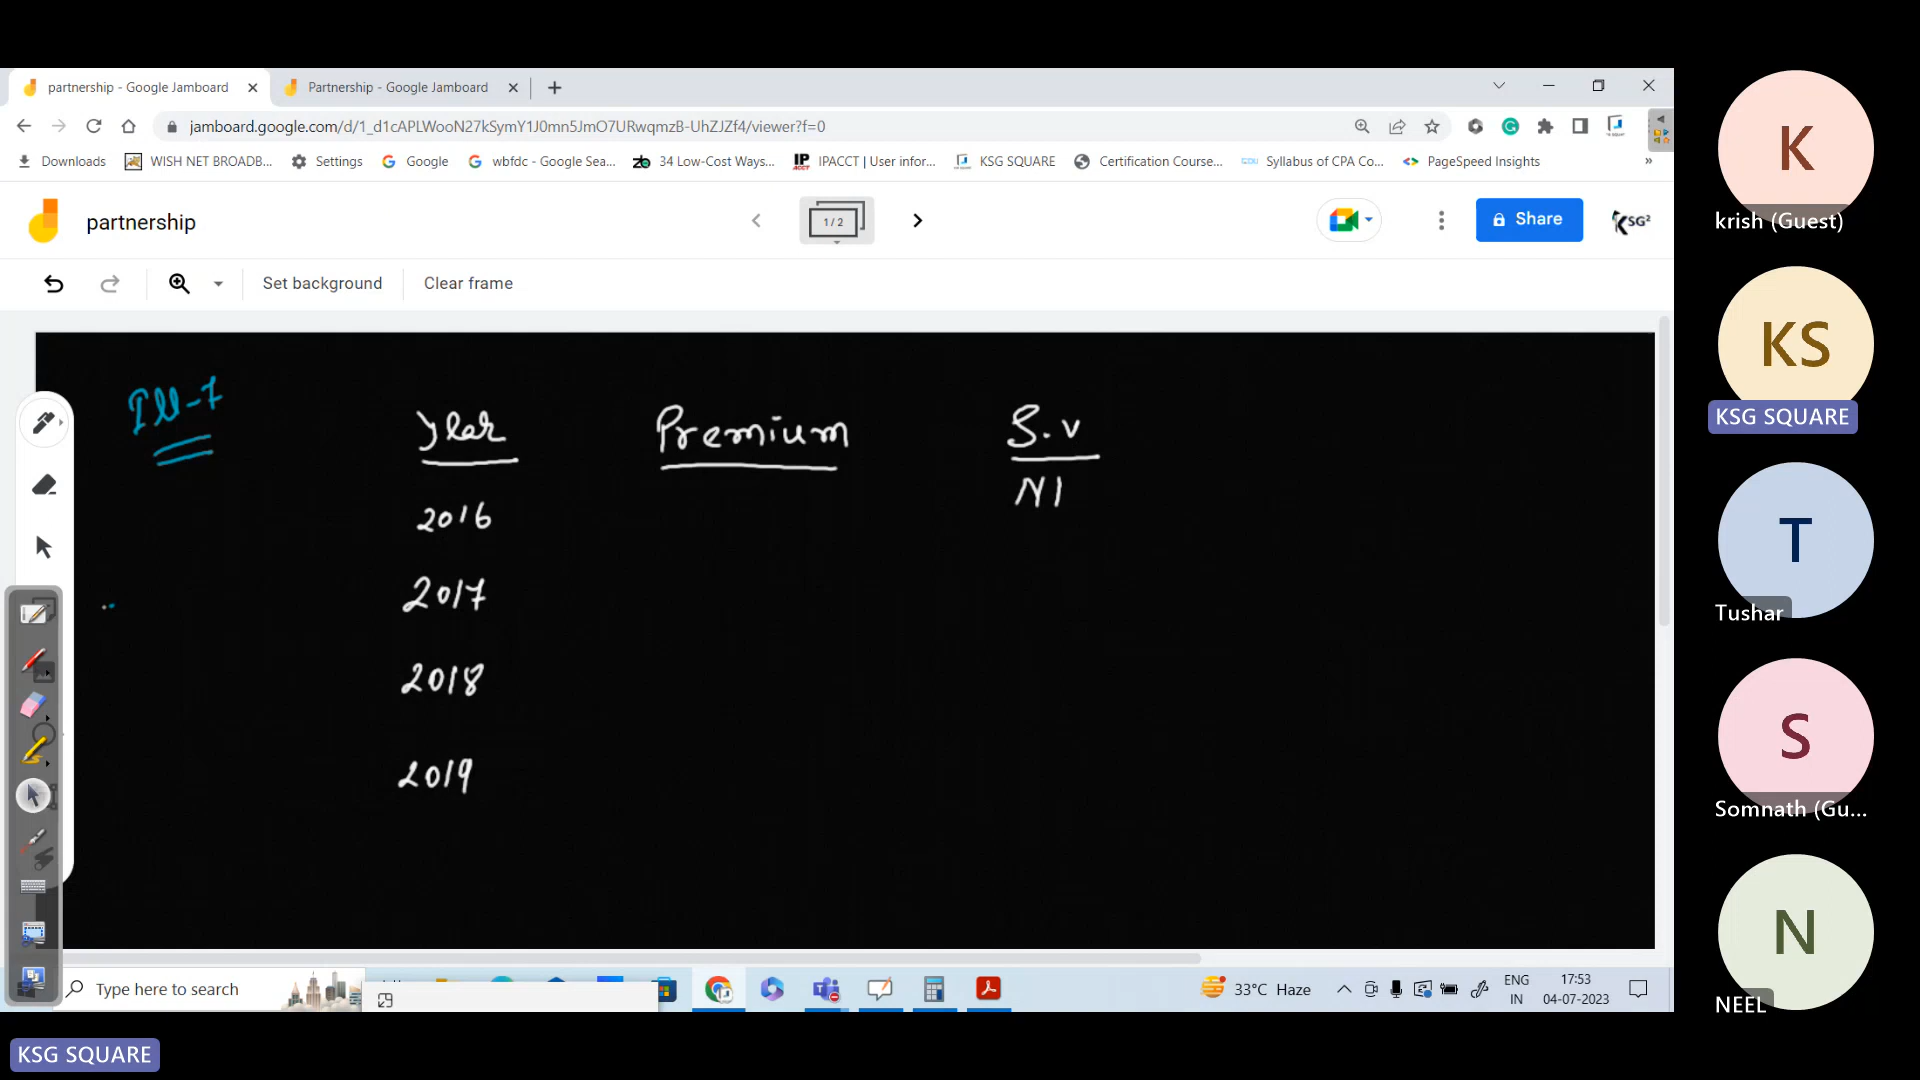 partnership - Google Jamboard
Partnership - Google Jamboard
jamboard.google.com/d/1_d1cAPLWooN27kSymY1J0mn5JmO7URwqmzB-UhZJZf4/viewer?f=0
Downloads WISH NET BROADB... Settings Google wbfdc - Google Sea... 34 Low-Cost Ways... IPACCT | User infor... KSG SQUARE Certification Course... Syllabus of CPA Co... PageSpeed Insights »
partnership
1 / 2
Share
KSG²
Set background
Clear frame
Ill-7
Year Premium S.V
NI
2016
2017
2018
2019
Type here to search
33°C Haze
ENG
IN
17:53
04-07-2023
K
krish (Guest)
KS
KSG SQUARE
T
Tushar
S
Somnath (Gu...
N
NEEL
KSG SQUARE